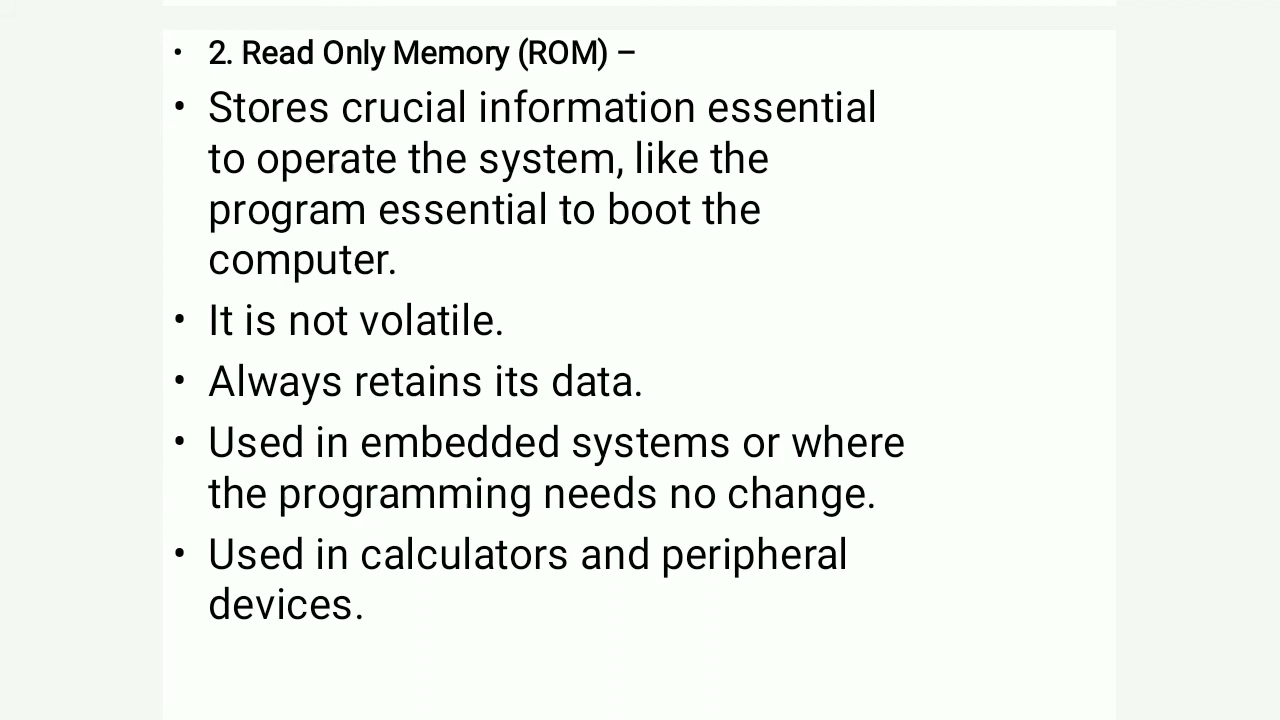 • 2. Read Only Memory (ROM) –
• Stores crucial information essential
to operate the system, like the
program essential to boot the
computer.
• It is not volatile.
• Always retains its data.
• Used in embedded systems or where
the programming needs no change.
• Used in calculators and peripheral
devices.